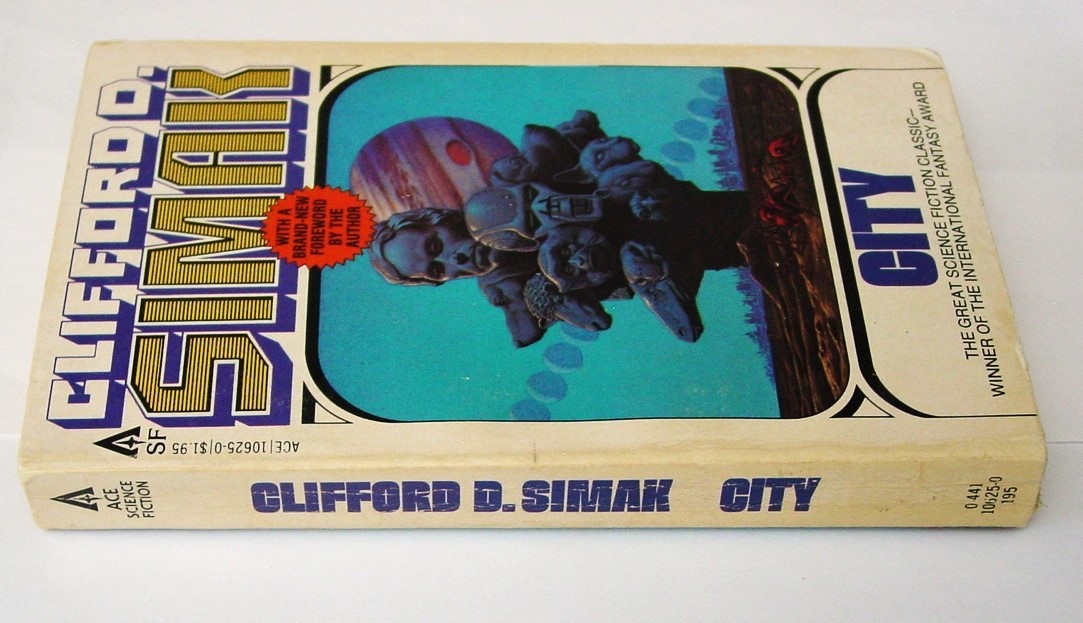 CLIFFORD D.
SIMAK
WITH A
BRAND-NEW
FOREWORD
BY THE
AUTHOR
A
SF
ACE|10625-0|$1.95
CITY
THE GREAT SCIENCE FICTION CLASSIC—
WINNER OF THE INTERNATIONAL FANTASY AWARD
A
ACE
SCIENCE
FICTION
CLIFFORD D. SIMAK CITY
0-441
10625-0
195